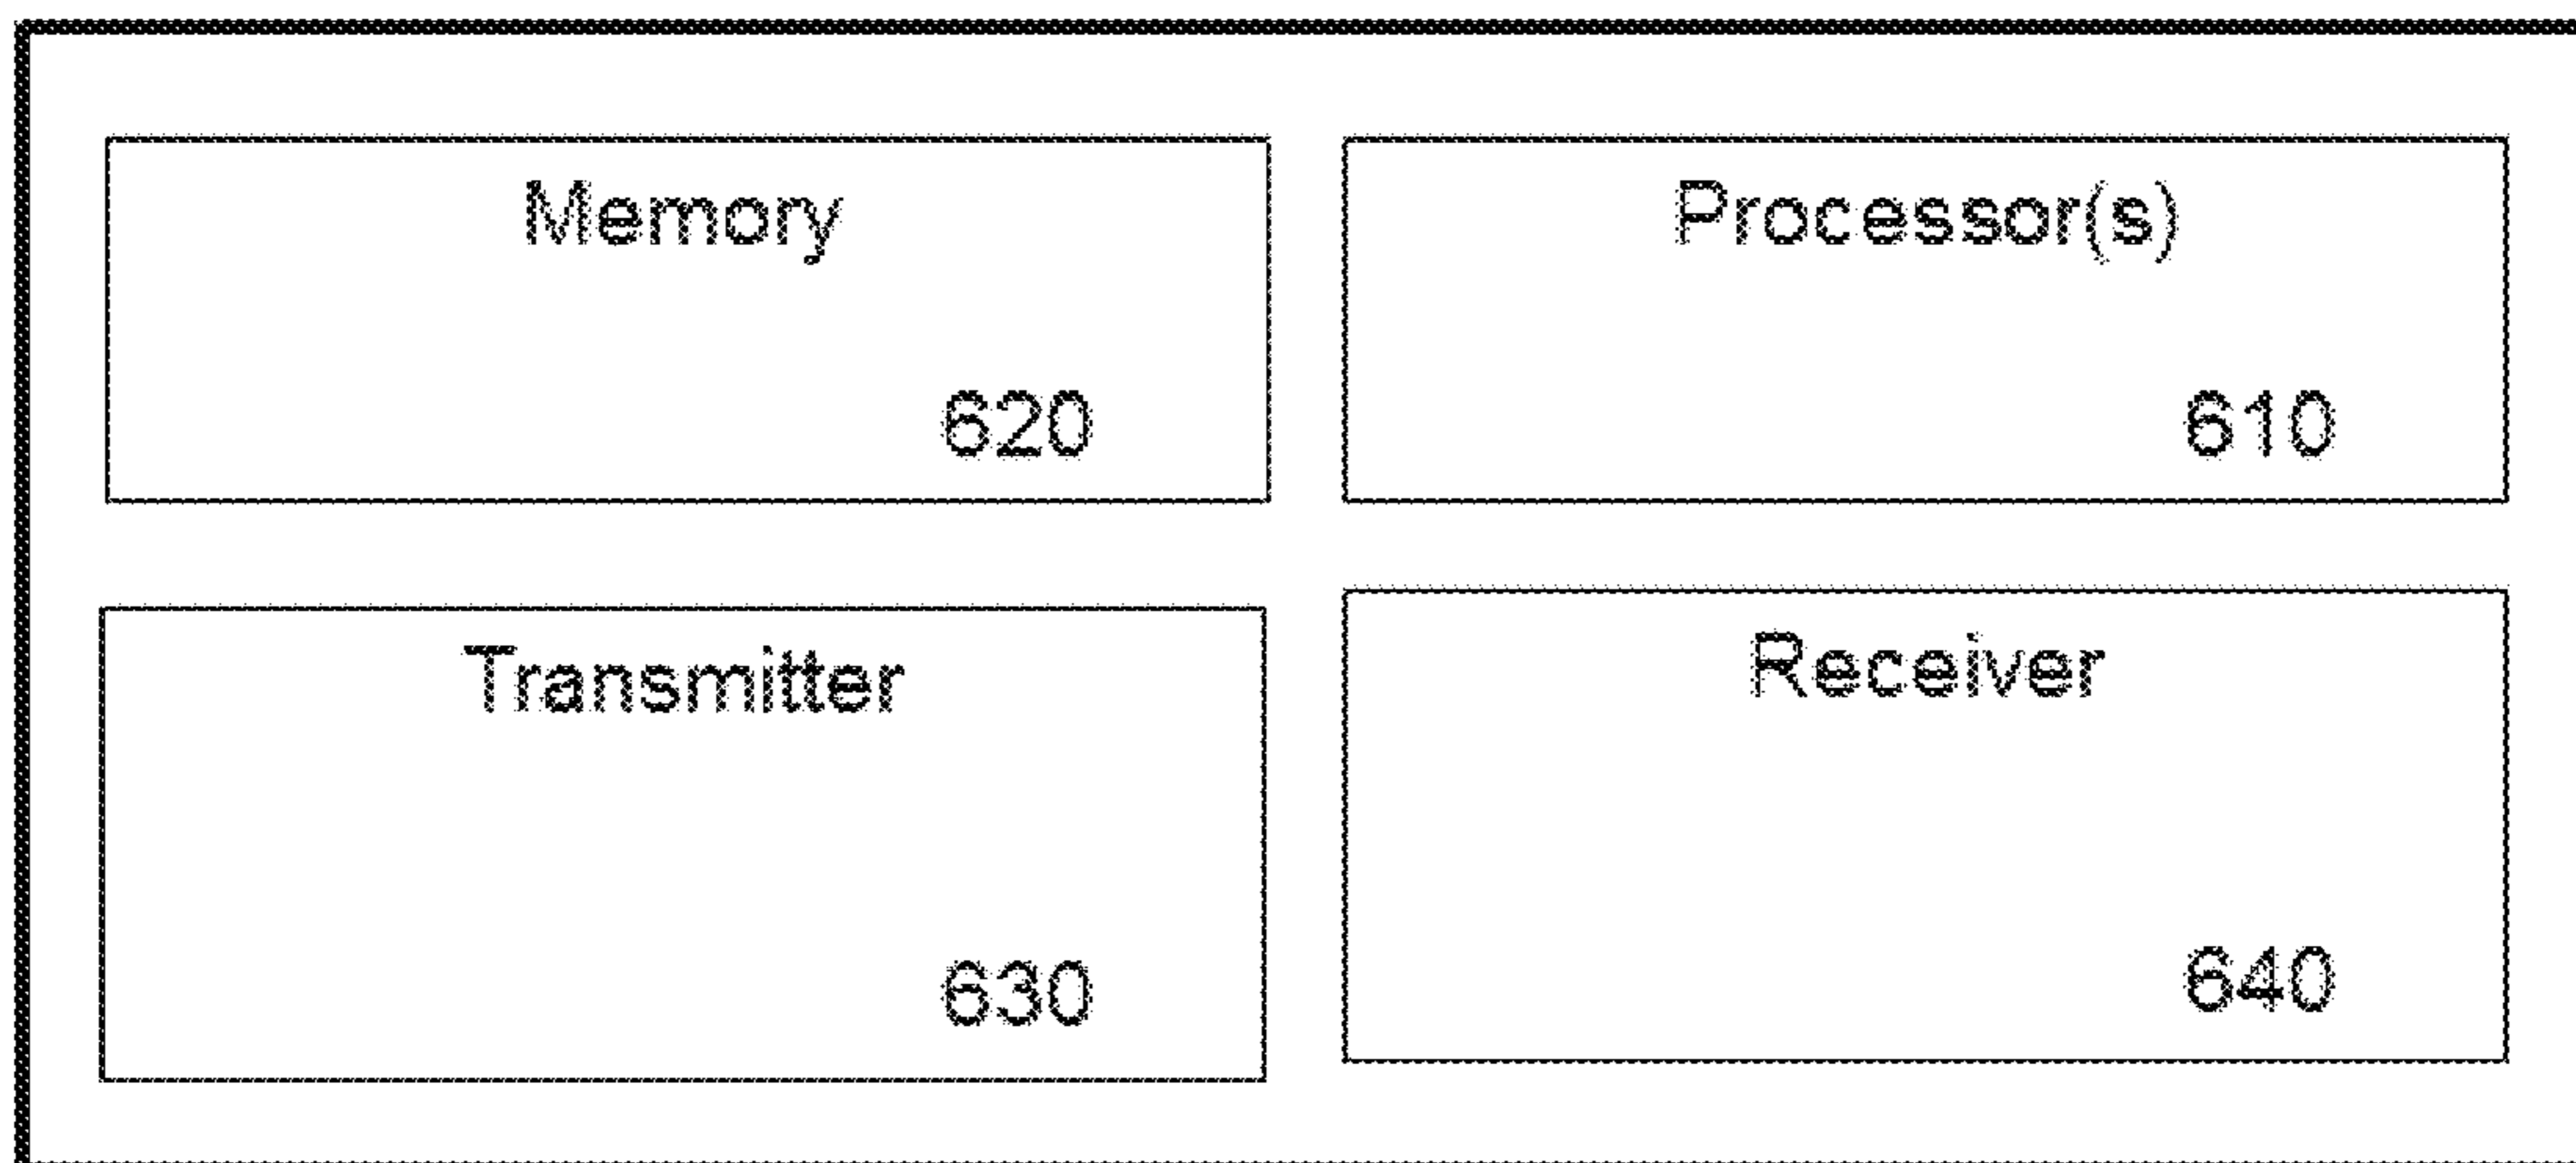 Memory
620
Processor(s)
610
Transmitter
630
Receiver
640